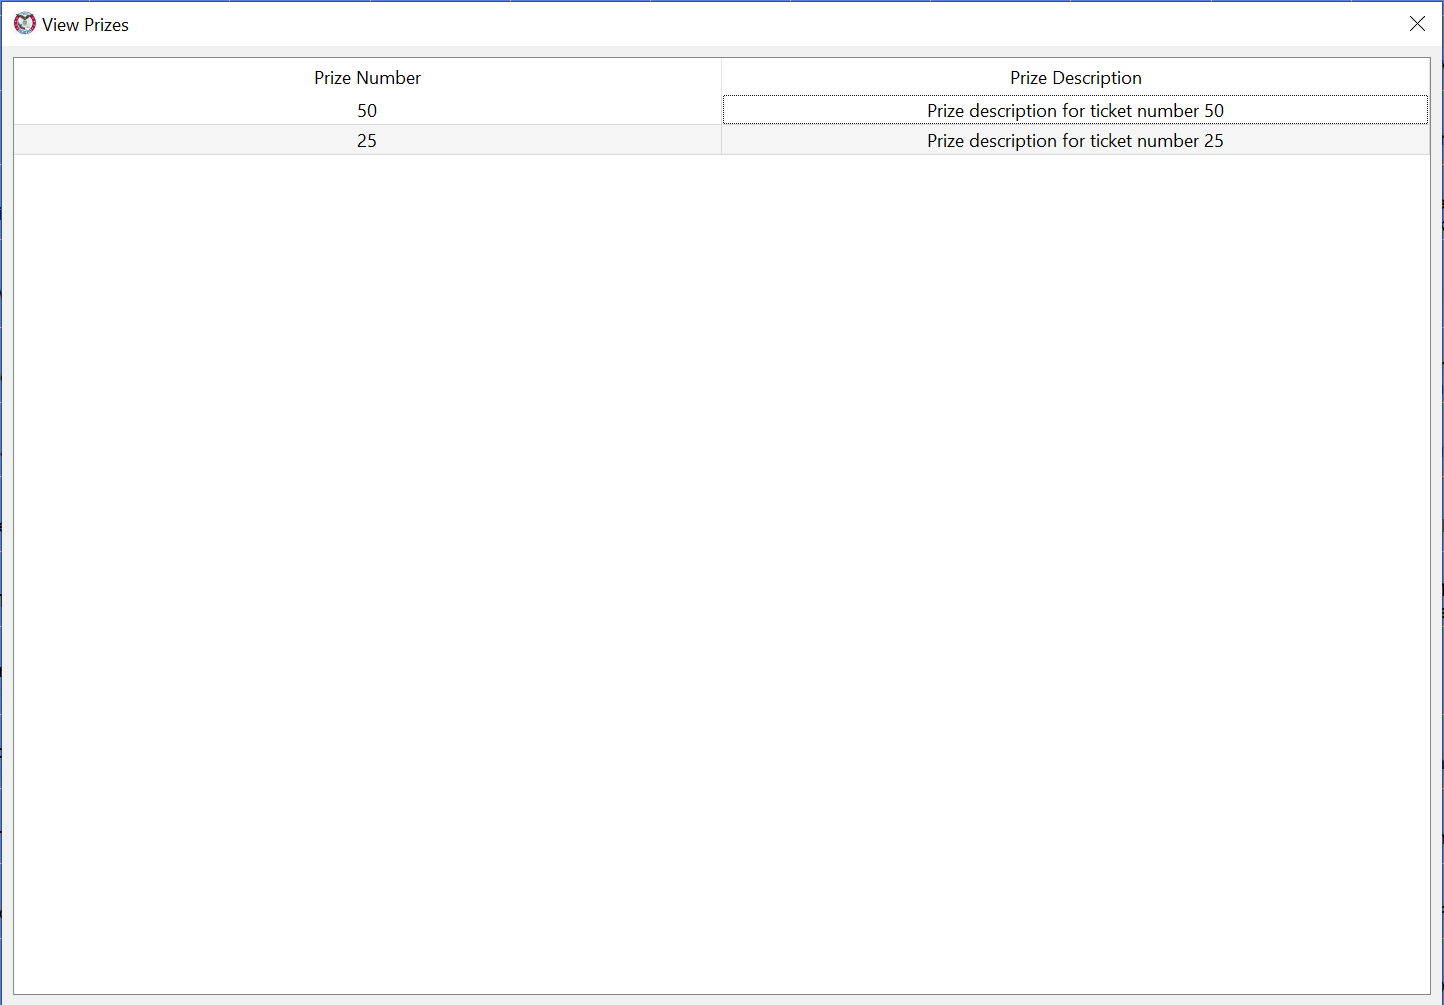 View Prizes
Prize Number Prize Description
50 Prize description for ticket number 50
25 Prize description for ticket number 25